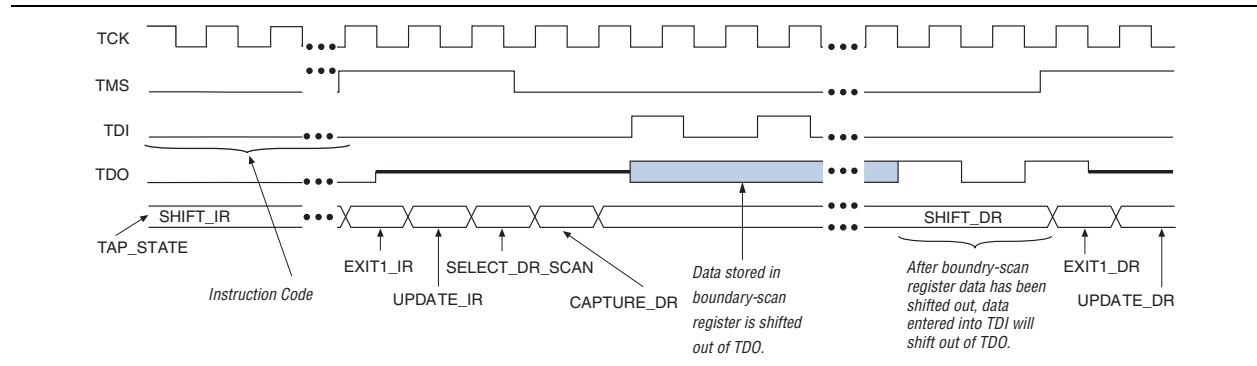 TCK
TMS
TDI
TDO
SHIFT_IR
SHIFT_DR
TAP_STATE
EXIT1_IR
SELECT_DR_SCAN
Instruction Code
UPDATE_IR
CAPTURE_DR
Data stored in
boundary-scan
register is shifted
out of TDO.
After boundry-scan
register data has been
shifted out, data
entered into TDI will
shift out of TDO.
EXIT1_DR
UPDATE_DR